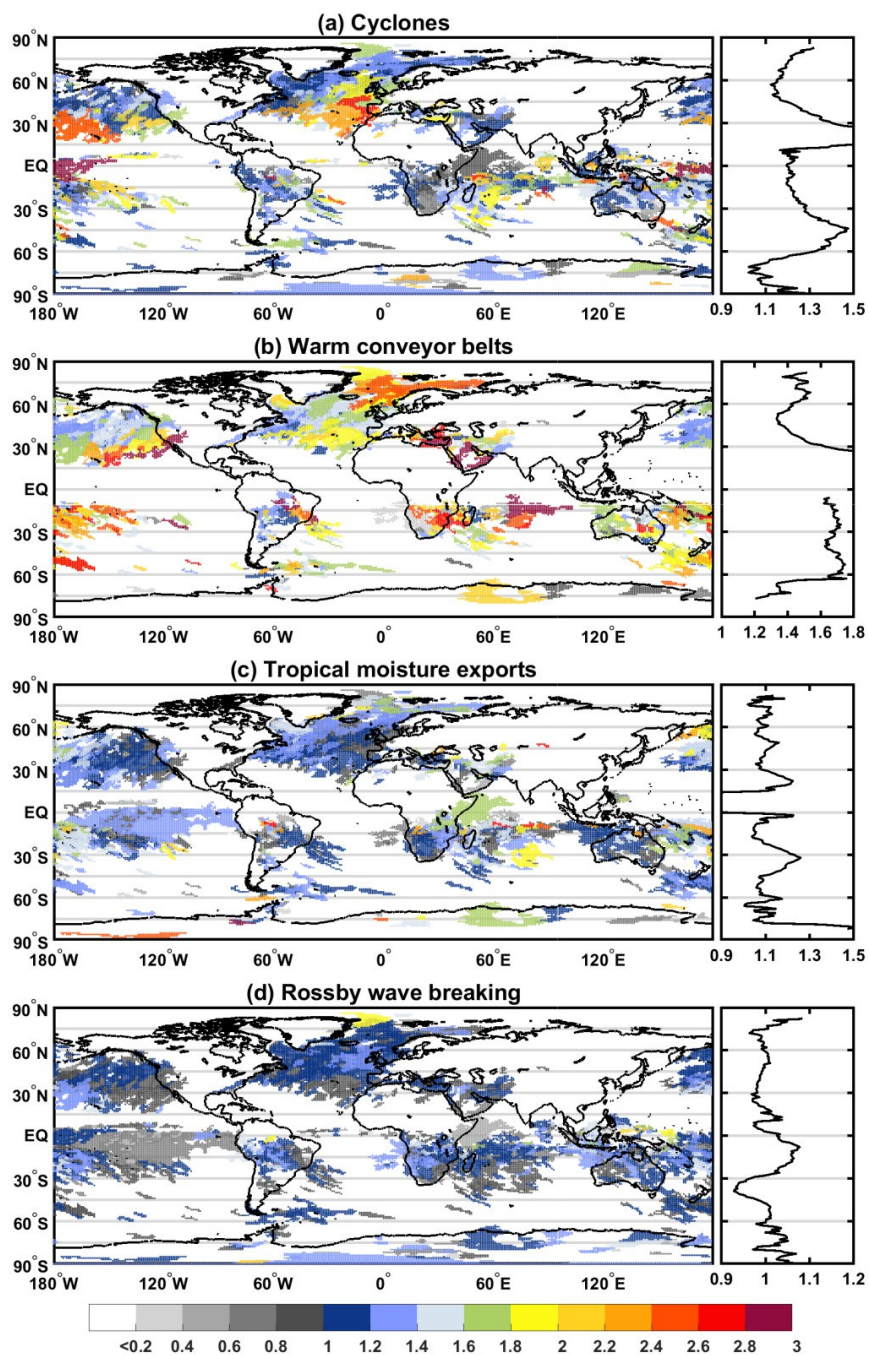 (a) Cyclones
90°N
60°N
30°N
EQ
30°S
60°S
90°S
180°W 120°W 60°W 0° 60°E 120°E 0.9 1.1 1.3 1.5
(b) Warm conveyor belts
90°N
60°N
30°N
EQ
30°S
60°S
90°S
180°W 120°W 60°W 0° 60°E 120°E 1 1.2 1.4 1.6 1.8
(c) Tropical moisture exports
90°N
60°N
30°N
EQ
30°S
60°S
90°S
180°W 120°W 60°W 0° 60°E 120°E 0.9 1.1 1.3 1.5
(d) Rossby wave breaking
90°N
60°N
30°N
EQ
30°S
60°S
90°S
180°W 120°W 60°W 0° 60°E 120°E 0.9 1 1.1 1.2
<0.2 0.4 0.6 0.8 1 1.2 1.4 1.6 1.8 2 2.2 2.4 2.6 2.8 3